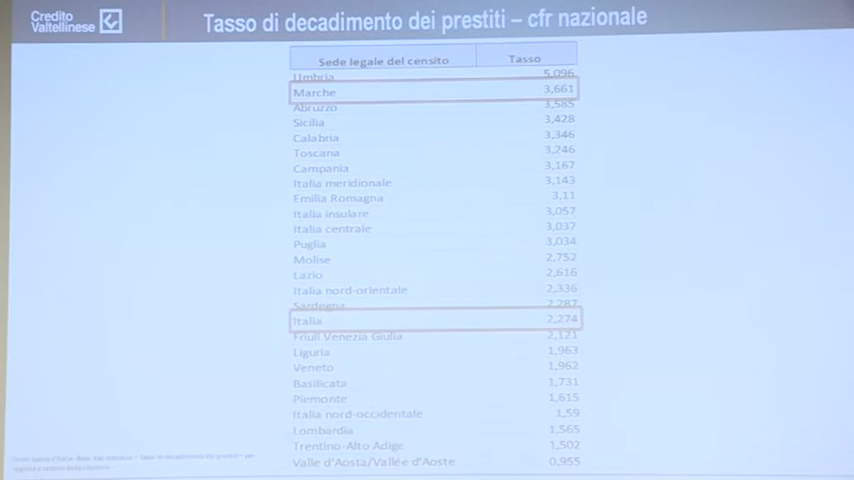 Credito
Valtellinese
Tasso di decadimento dei prestiti – cfr nazionale
Sede legale del censito Tasso
Umbria 5,096
Marche 3,661
Abruzzo 3,585
Sicilia 3,428
Calabria 3,346
Toscana 3,246
Campania 3,167
Italia meridionale 3,143
Emilia Romagna 3,11
Italia insulare 3,057
Italia centrale 3,037
Puglia 3,034
Molise 2,752
Lazio 2,616
Italia nord-orientale 2,336
Sardegna 2,287
Italia 2,274
Friuli Venezia Giulia 2,121
Liguria 1,963
Veneto 1,962
Basilicata 1,731
Piemonte 1,615
Italia nord-occidentale 1,59
Lombardia 1,565
Trentino-Alto Adige 1,502
Valle d'Aosta/Vallée d'Aoste 0,955